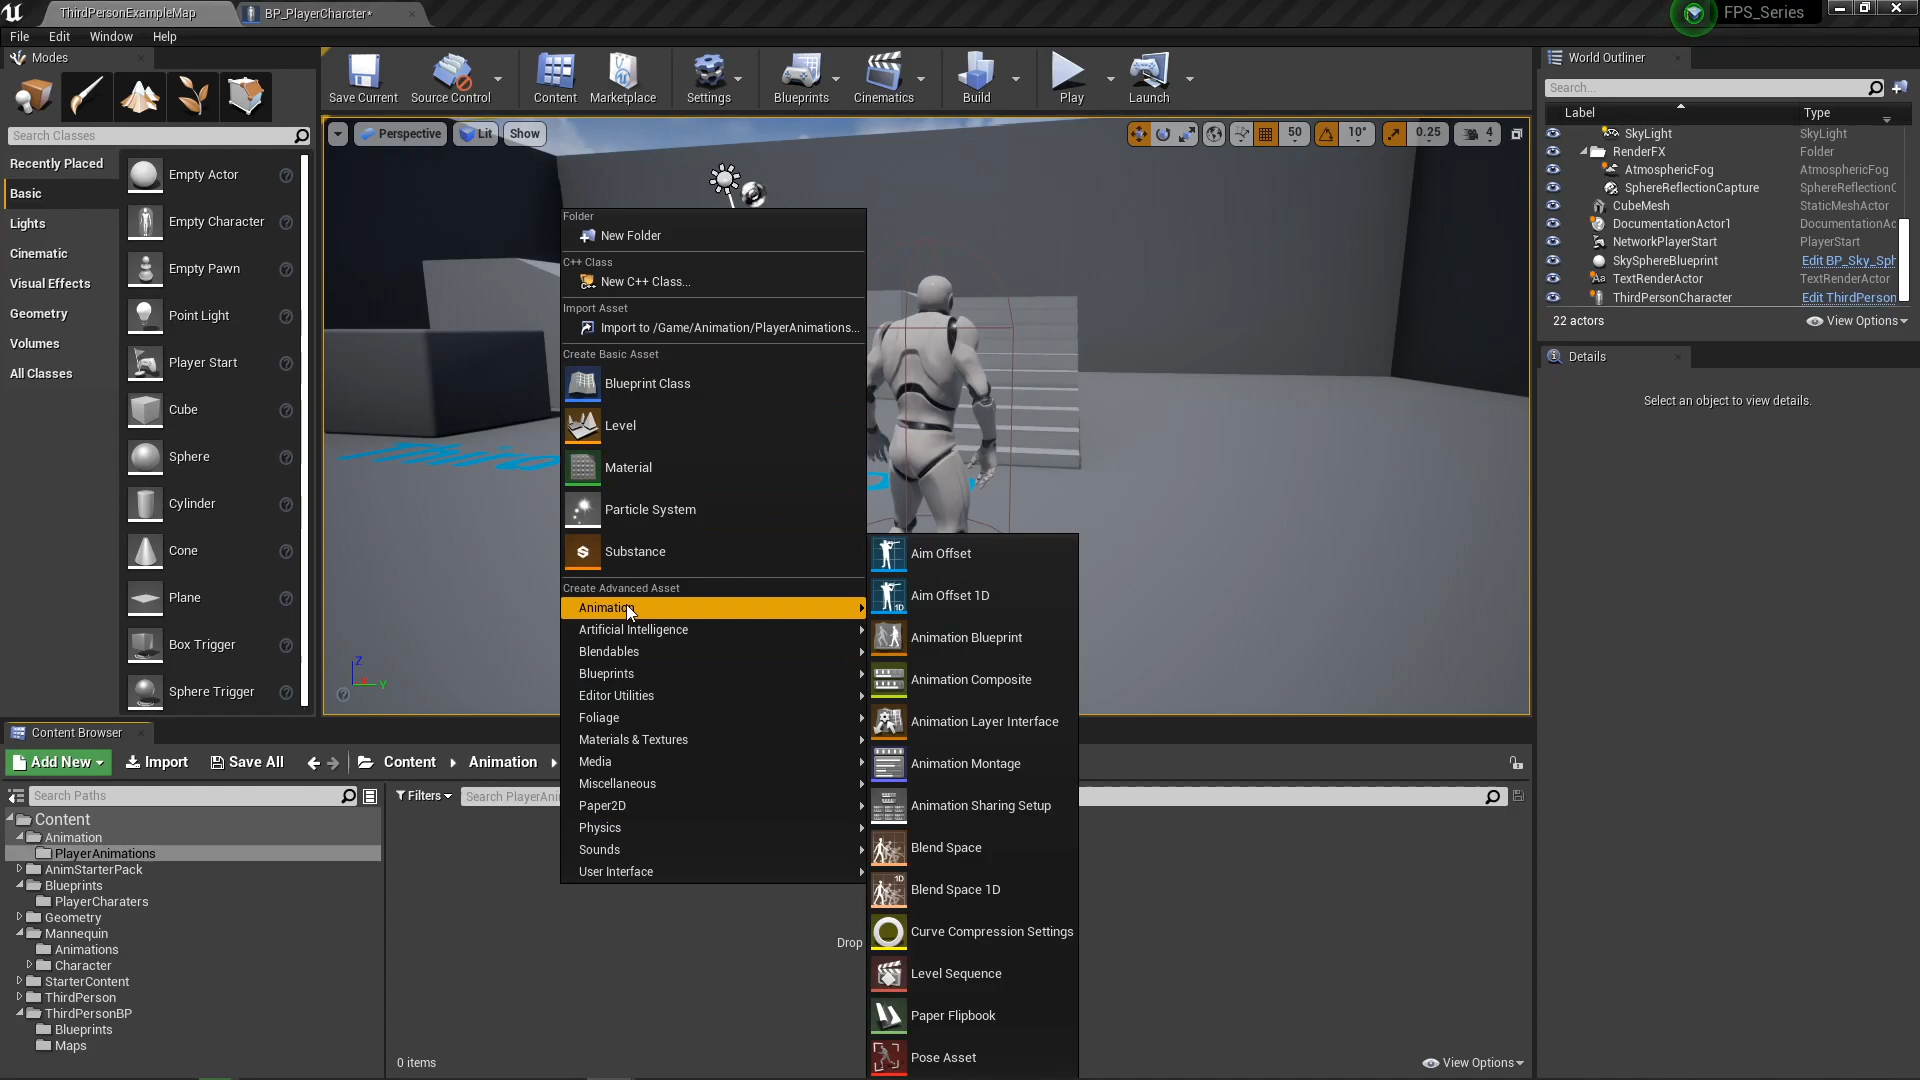 ThirdPersonExampleMap
BP_PlayerCharcter*
FPS_Series
File Edit Window Help
Modes
Search Classes
Recently Placed
Basic
Lights
Cinematic
Visual Effects
Geometry
Volumes
All Classes
Empty Actor
Empty Character
Empty Pawn
Point Light
Player Start
Cube
Sphere
Cylinder
Cone
Plane
Box Trigger
Sphere Trigger
Save Current
Source Control
Content
Marketplace
Settings
Blueprints
Cinematics
Build
Play
Launch
Perspective
Lit
Show
50
10°
0.25
4
Folder
New Folder
C++ Class
New C++ Class...
Import Asset
Import to /Game/Animation/PlayerAnimations...
Create Basic Asset
Blueprint Class
Level
Material
Particle System
Substance
Create Advanced Asset
Animation
Artificial Intelligence
Blendables
Blueprints
Editor Utilities
Foliage
Materials & Textures
Media
Miscellaneous
Paper2D
Physics
Sounds
User Interface
Aim Offset
Aim Offset 1D
Animation Blueprint
Animation Composite
Animation Layer Interface
Animation Montage
Animation Sharing Setup
Blend Space
Blend Space 1D
Curve Compression Settings
Level Sequence
Paper Flipbook
Pose Asset
Z
Y
World Outliner
Search...
Label Type
SkyLight SkyLight
RenderFX Folder
AtmosphericFog AtmosphericFog
SphereReflectionCapture SphereReflectionC
CubeMesh StaticMeshActor
DocumentationActor1 DocumentationAc
NetworkPlayerStart PlayerStart
SkySphereBlueprint Edit BP_Sky_Sph
TextRenderActor TextRenderActor
ThirdPersonCharacter Edit ThirdPerson
22 actors
View Options
Details
Select an object to view details.
Content Browser
Add New
Import
Save All
Content
Animation
Search Paths
Filters
Search PlayerAni
Content
Animation
PlayerAnimations
AnimStarterPack
Blueprints
PlayerCharaters
Geometry
Mannequin
Animations
Character
StarterContent
ThirdPerson
ThirdPersonBP
Blueprints
Maps
Drop
0 items
View Options